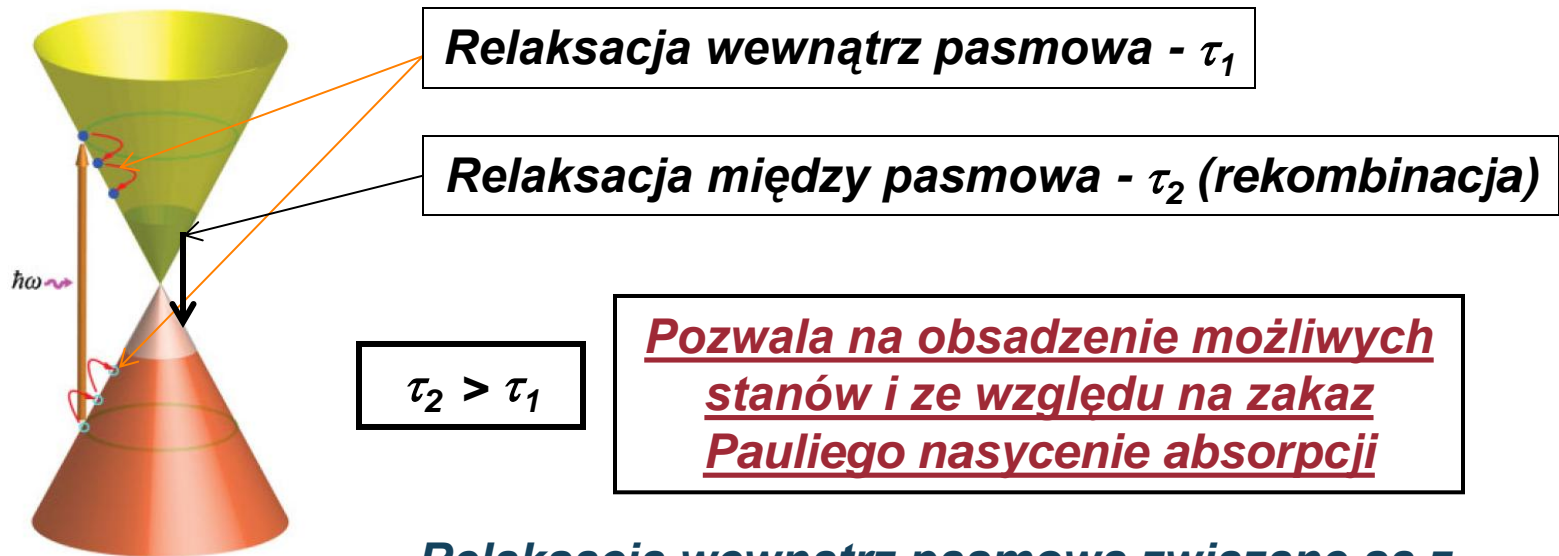 Relaksacja wewnątrz pasmowa - τ₁
Relaksacja między pasmowa - τ₂ (rekombinacja)
ħω
τ₂ > τ₁
Pozwala na obsadzenie możliwych
stanów i ze względu na zakaz
Pauliego nasycenie absorpcji